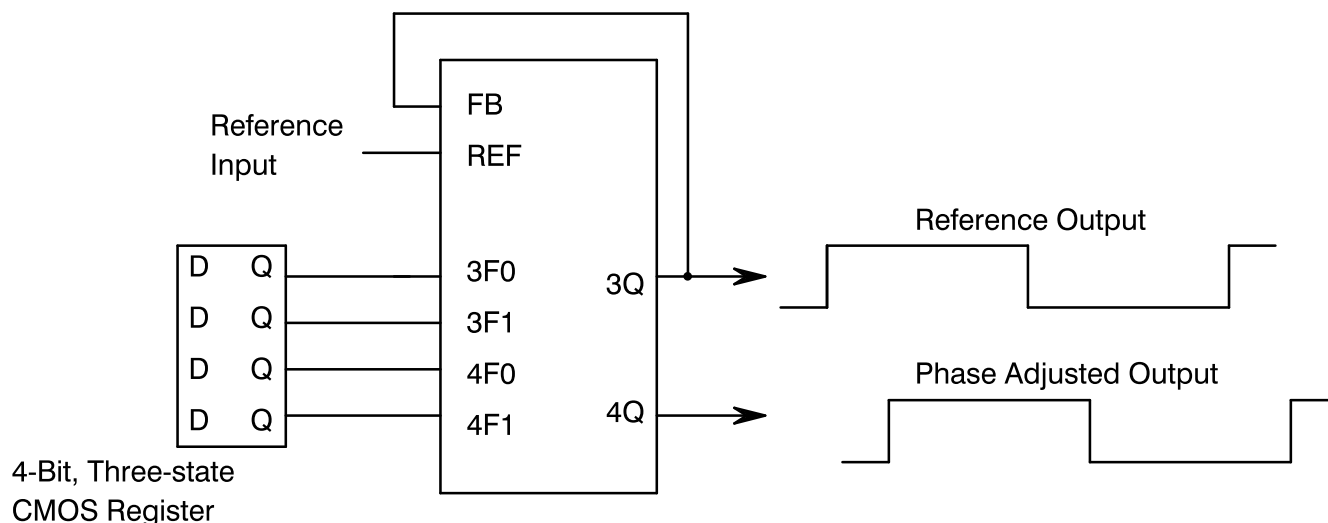 FB
Reference
Input
REF
Reference Output
D Q 3F0 3Q
D Q 3F1
D Q 4F0
Phase Adjusted Output
D Q 4F1 4Q
4-Bit, Three-state
CMOS Register